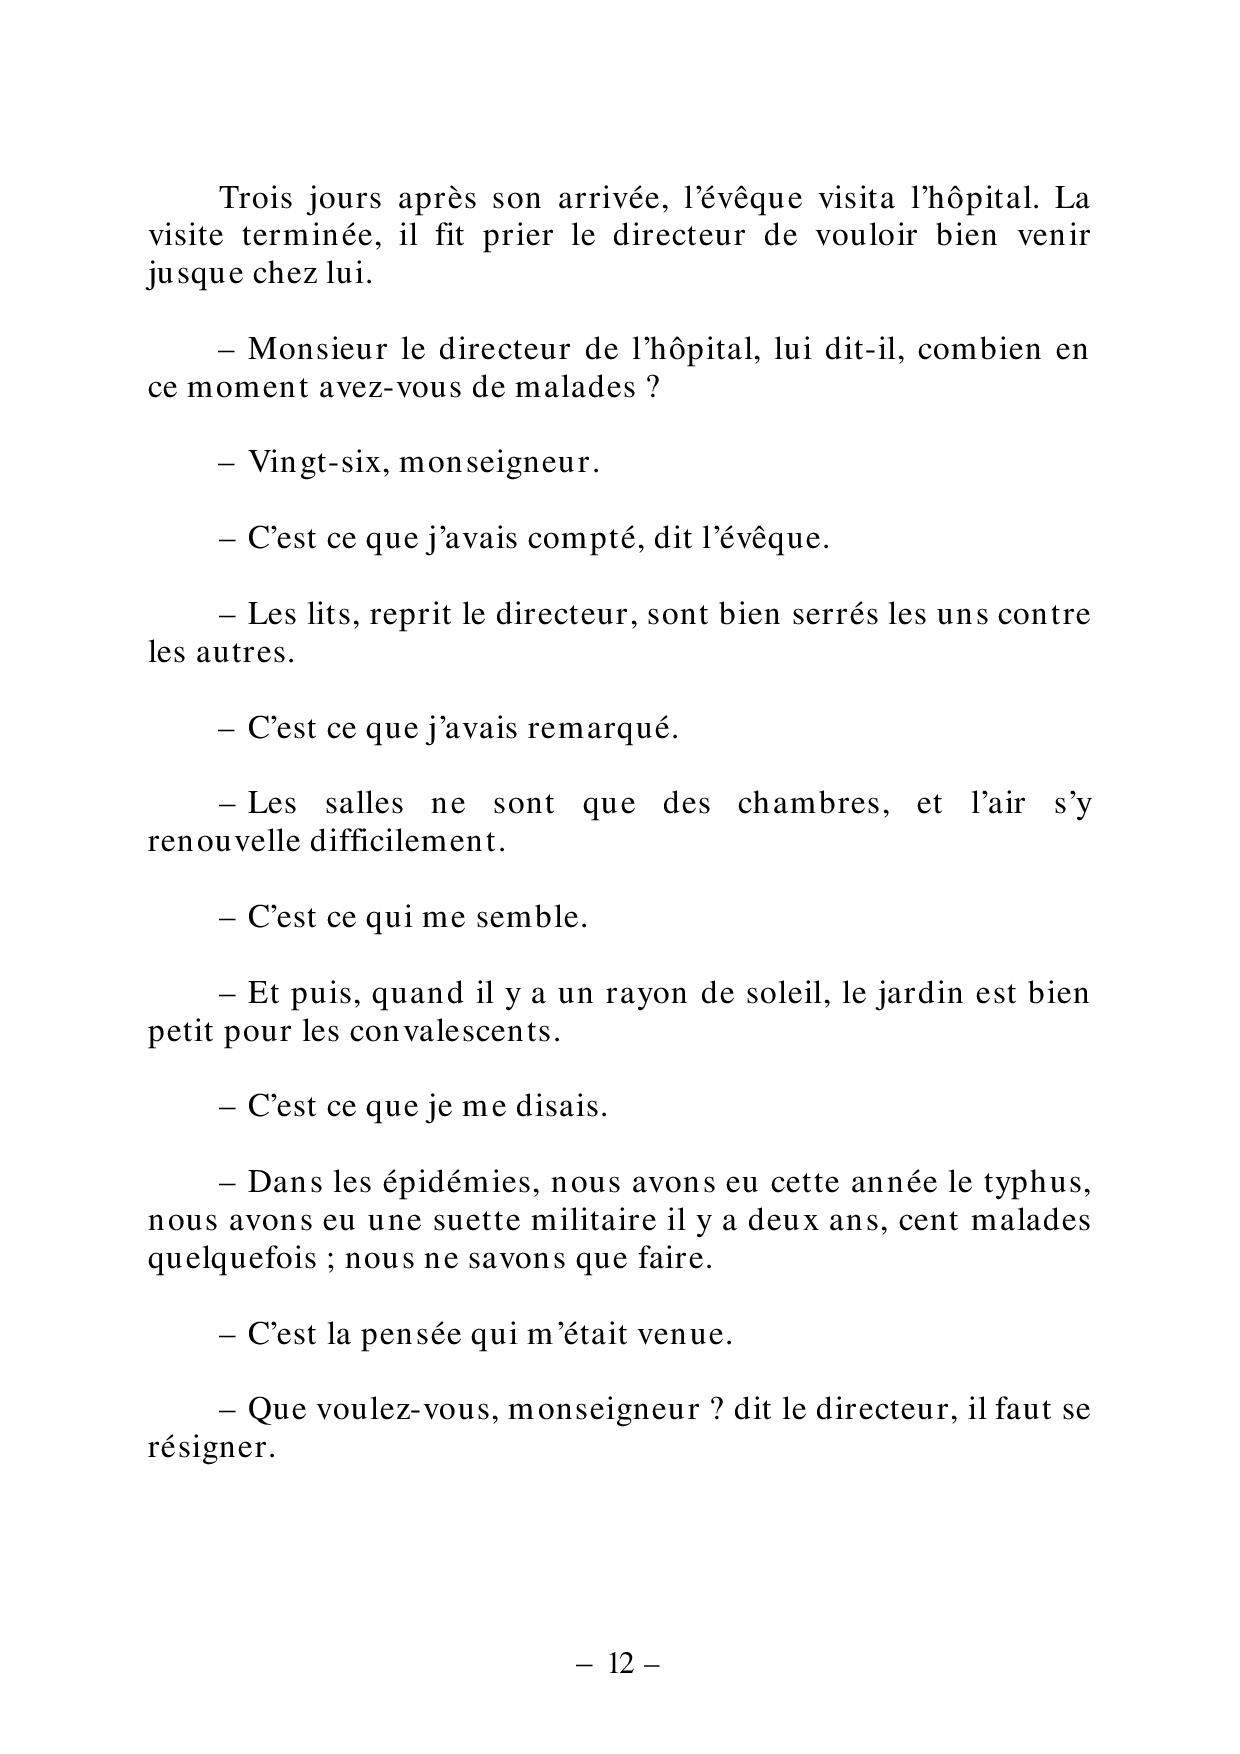 Trois jours après son arrivée, l’évêque visita l’hôpital. La
visite terminée, il fit prier le directeur de vouloir bien venir
jusque chez lui.
– Monsieur le directeur de l’hôpital, lui dit-il, combien en
ce moment avez-vous de malades ?
– Vingt-six, monseigneur.
– C’est ce que j’avais compté, dit l’évêque.
– Les lits, reprit le directeur, sont bien serrés les uns contre
les autres.
– C’est ce que j’avais remarqué.
– Les salles ne sont que des chambres, et l’air s’y
renouvelle difficilement.
– C’est ce qui me semble.
– Et puis, quand il y a un rayon de soleil, le jardin est bien
petit pour les convalescents.
– C’est ce que je me disais.
– Dans les épidémies, nous avons eu cette année le typhus,
nous avons eu une suette militaire il y a deux ans, cent malades
quelquefois ; nous ne savons que faire.
– C’est la pensée qui m’était venue.
– Que voulez-vous, monseigneur ? dit le directeur, il faut se
résigner.
– 12 –